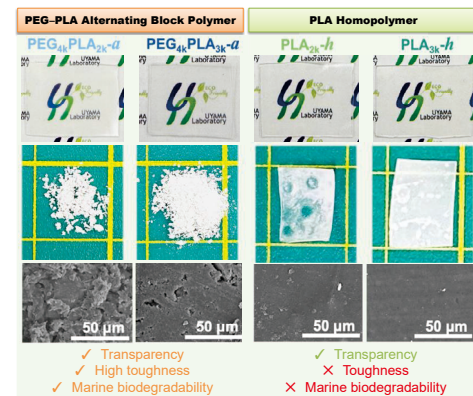 PEG–PLA Alternating Block Polymer
PLA Homopolymer
PEG4kPLA2k-a
PEG4kPLA3k-a
PLA2k-h
PLA3k-h
UYAMA
Laboratory
UYAMA
Laboratory
UYAMA
Laboratory
UYAMA
Laboratory
50 μm
50 μm
50 μm
50 μm
✓ Transparency
✓ High toughness
✓ Marine biodegradability
✓ Transparency
✕ Toughness
✕ Marine biodegradability